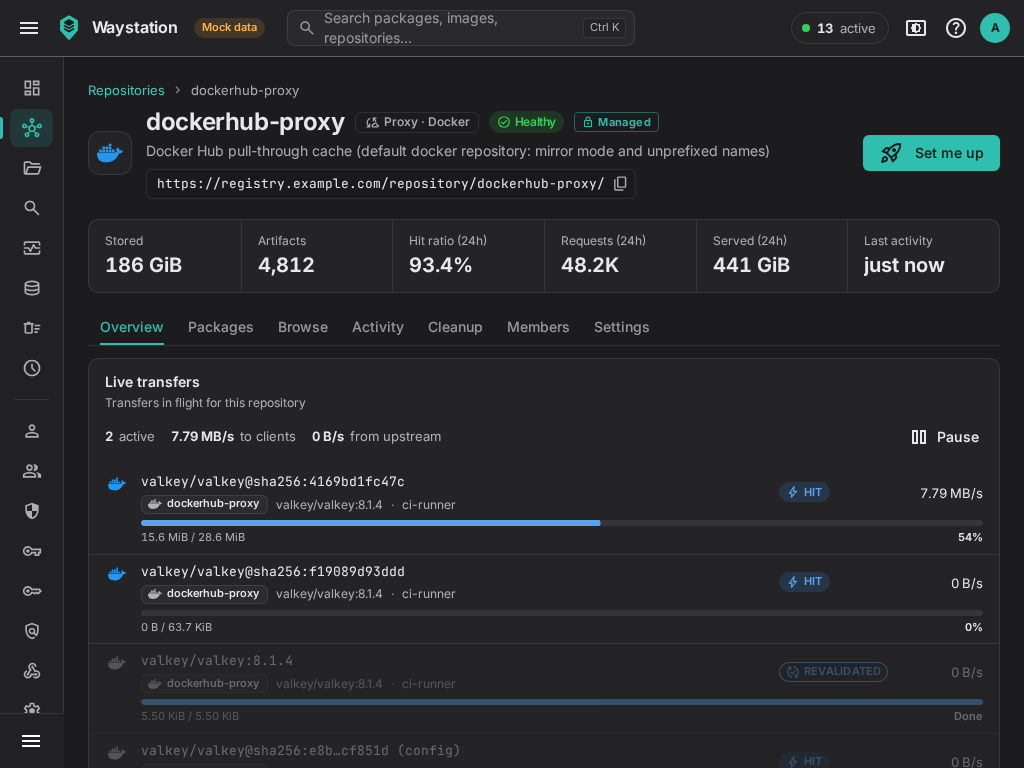 Waystation
Mock data
Search packages, images, repositories...
Ctrl K
13 active
A
Repositories > dockerhub-proxy
dockerhub-proxy
Proxy · Docker
Healthy
Managed
Docker Hub pull-through cache (default docker repository: mirror mode and unprefixed names)
https://registry.example.com/repository/dockerhub-proxy/
Set me up
Stored
186 GiB
Artifacts
4,812
Hit ratio (24h)
93.4%
Requests (24h)
48.2K
Served (24h)
441 GiB
Last activity
just now
Overview
Packages
Browse
Activity
Cleanup
Members
Settings
Live transfers
Transfers in flight for this repository
2 active 7.79 MB/s to clients 0 B/s from upstream
Pause
valkey/valkey@sha256:4169bd1fc47c
dockerhub-proxy valkey/valkey:8.1.4 · ci-runner
HIT
7.79 MB/s
15.6 MiB / 28.6 MiB
54%
valkey/valkey@sha256:f19089d93ddd
dockerhub-proxy valkey/valkey:8.1.4 · ci-runner
HIT
0 B/s
0 B / 63.7 KiB
0%
valkey/valkey:8.1.4
dockerhub-proxy valkey/valkey:8.1.4 · ci-runner
REVALIDATED
0 B/s
5.50 KiB / 5.50 KiB
Done
valkey/valkey@sha256:e8b…cf851d (config)
HIT
0 B/s